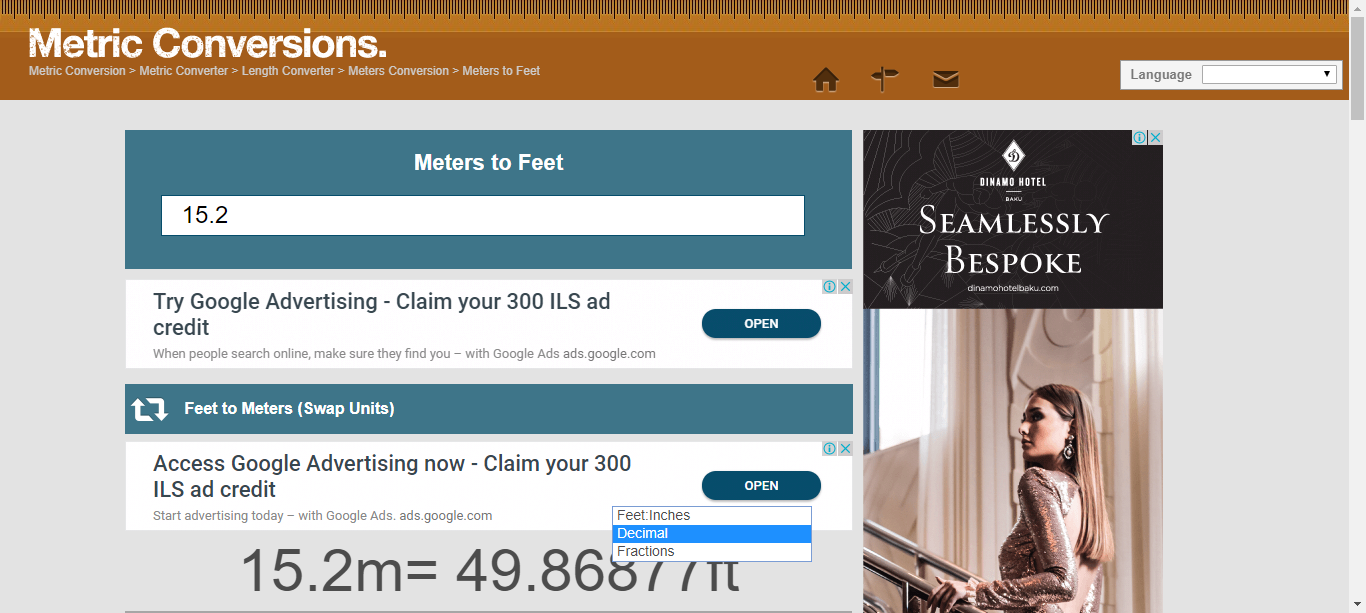 Metric Conversions.
Metric Conversion > Metric Converter > Length Converter > Meters Conversion > Meters to Feet
Language
Meters to Feet
15.2
Try Google Advertising - Claim your 300 ILS ad
credit
When people search online, make sure they find you – with Google Ads ads.google.com
OPEN
Feet to Meters (Swap Units)
Access Google Advertising now - Claim your 300
ILS ad credit
Start advertising today – with Google Ads. ads.google.com
OPEN
Feet:Inches
Decimal
Fractions
15.2m= 49.86877ft
DINAMO HOTEL
BAKU
SEAMLESSLY
BESPOKE
dinamohotelbaku.com